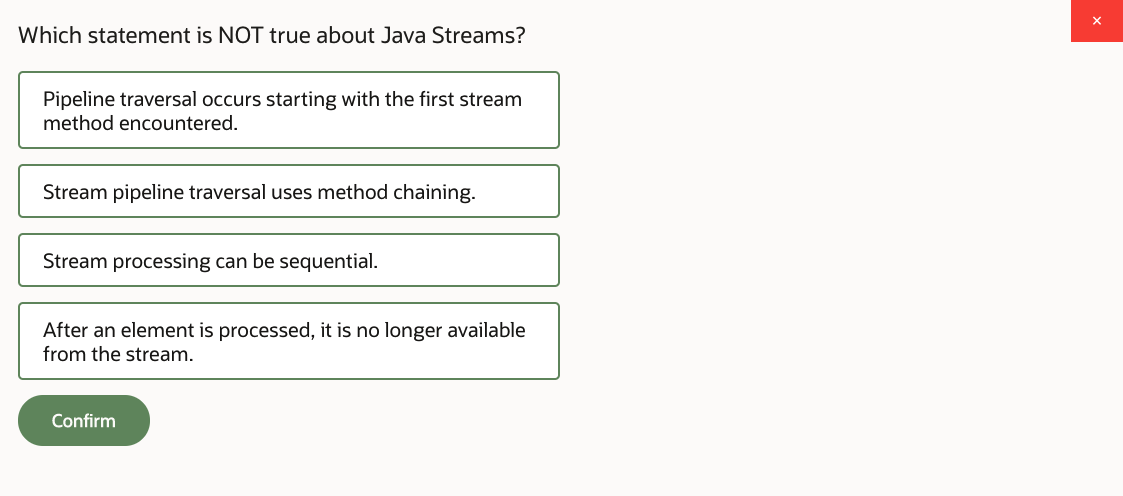 Which statement is NOT true about Java Streams?
×
Pipeline traversal occurs starting with the first stream
method encountered.
Stream pipeline traversal uses method chaining.
Stream processing can be sequential.
After an element is processed, it is no longer available
from the stream.
Confirm